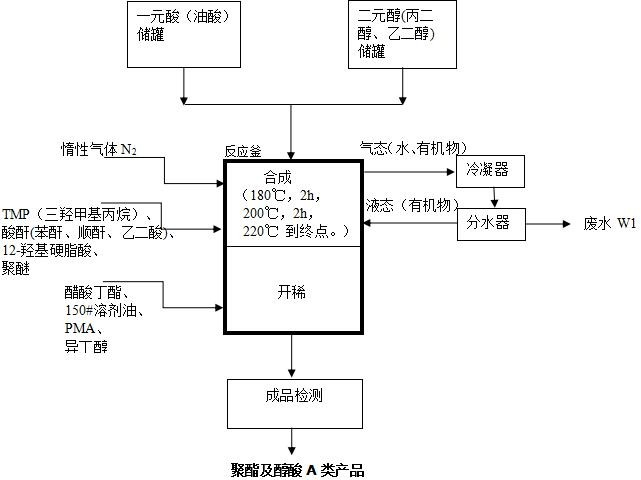 一元酸（油酸）
储罐
二元醇(丙二
醇、乙二醇)
储罐
惰性气体 N2
反应釜
合成
（180℃，2h，
200℃，2h，
220℃ 到终点。）
气态（水、有机物）
冷凝器
液态（有机物）
分水器
废水 W1
TMP（三羟甲基丙烷）、
酸酐(苯酐、顺酐、乙二酸)、
12-羟基硬脂酸、
聚醚
开稀
醋酸丁酯、
150#溶剂油、
PMA、
异丁醇
成品检测
聚酯及醇酸 A 类产品